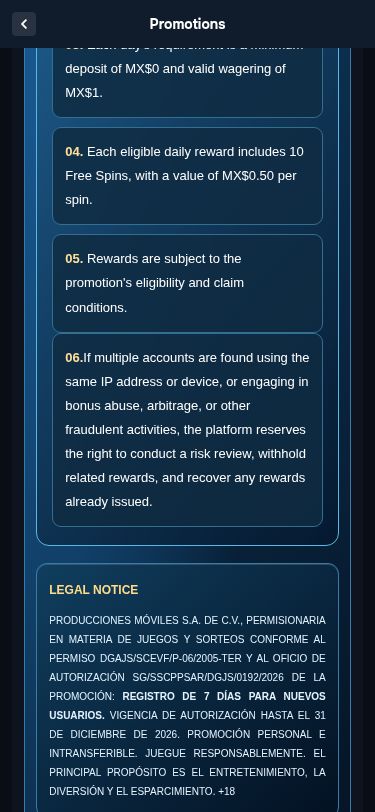 Promotions
03. Each day's requirement is a minimum
deposit of MX$0 and valid wagering of
MX$1.
04. Each eligible daily reward includes 10
Free Spins, with a value of MX$0.50 per
spin.
05. Rewards are subject to the
promotion's eligibility and claim
conditions.
06.If multiple accounts are found using the
same IP address or device, or engaging in
bonus abuse, arbitrage, or other
fraudulent activities, the platform reserves
the right to conduct a risk review, withhold
related rewards, and recover any rewards
already issued.
LEGAL NOTICE
PRODUCCIONES MÓVILES S.A. DE C.V., PERMISIONARIA
EN MATERIA DE JUEGOS Y SORTEOS CONFORME AL
PERMISO DGAJS/SCEVF/P-06/2005-TER Y AL OFICIO DE
AUTORIZACIÓN SG/SSCPPSAR/DGJS/0192/2026 DE LA
PROMOCIÓN: REGISTRO DE 7 DÍAS PARA NUEVOS
USUARIOS. VIGENCIA DE AUTORIZACIÓN HASTA EL 31
DE DICIEMBRE DE 2026. PROMOCIÓN PERSONAL E
INTRANSFERIBLE. JUEGUE RESPONSABLEMENTE. EL
PRINCIPAL PROPÓSITO ES EL ENTRETENIMIENTO, LA
DIVERSIÓN Y EL ESPARCIMIENTO. +18